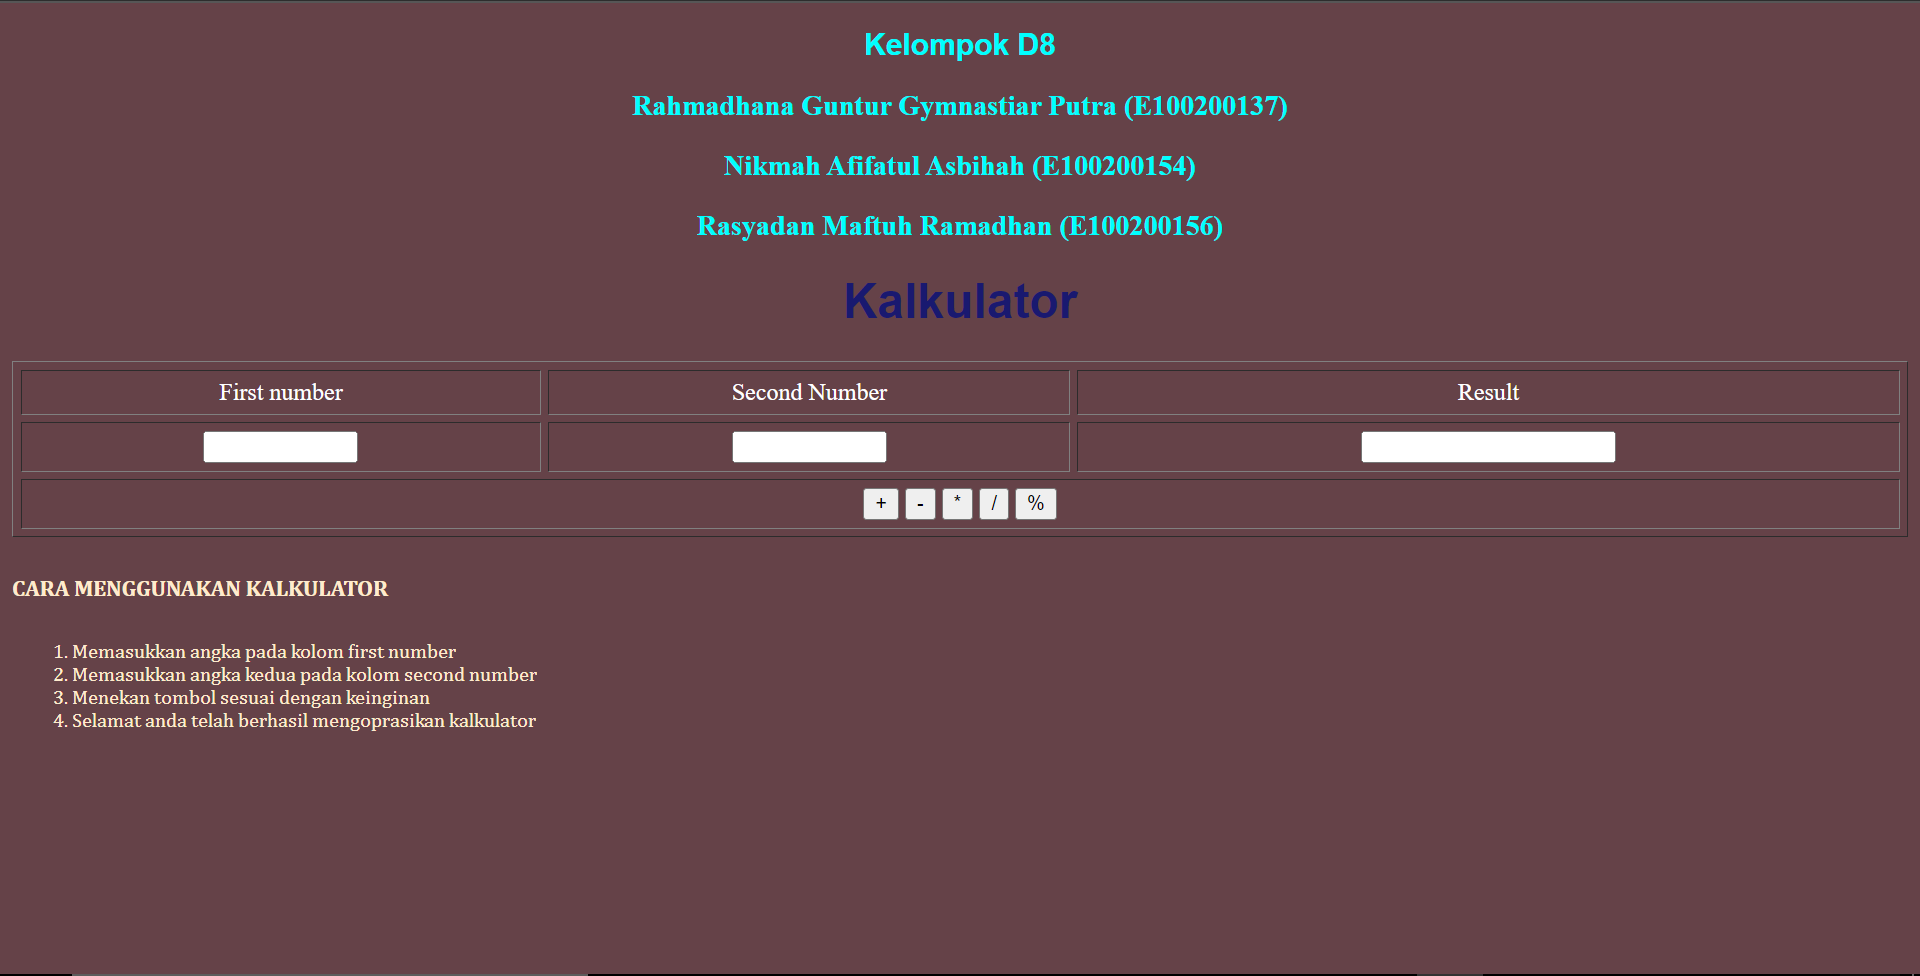 Kelompok D8
Rahmadhana Guntur Gymnastiar Putra (E100200137)
Nikmah Afifatul Asbihah (E100200154)
Rasyadan Maftuh Ramadhan (E100200156)
Kalkulator
First number Second Number Result
+ - * / %
CARA MENGGUNAKAN KALKULATOR
1. Memasukkan angka pada kolom first number
2. Memasukkan angka kedua pada kolom second number
3. Menekan tombol sesuai dengan keinginan
4. Selamat anda telah berhasil mengoprasikan kalkulator